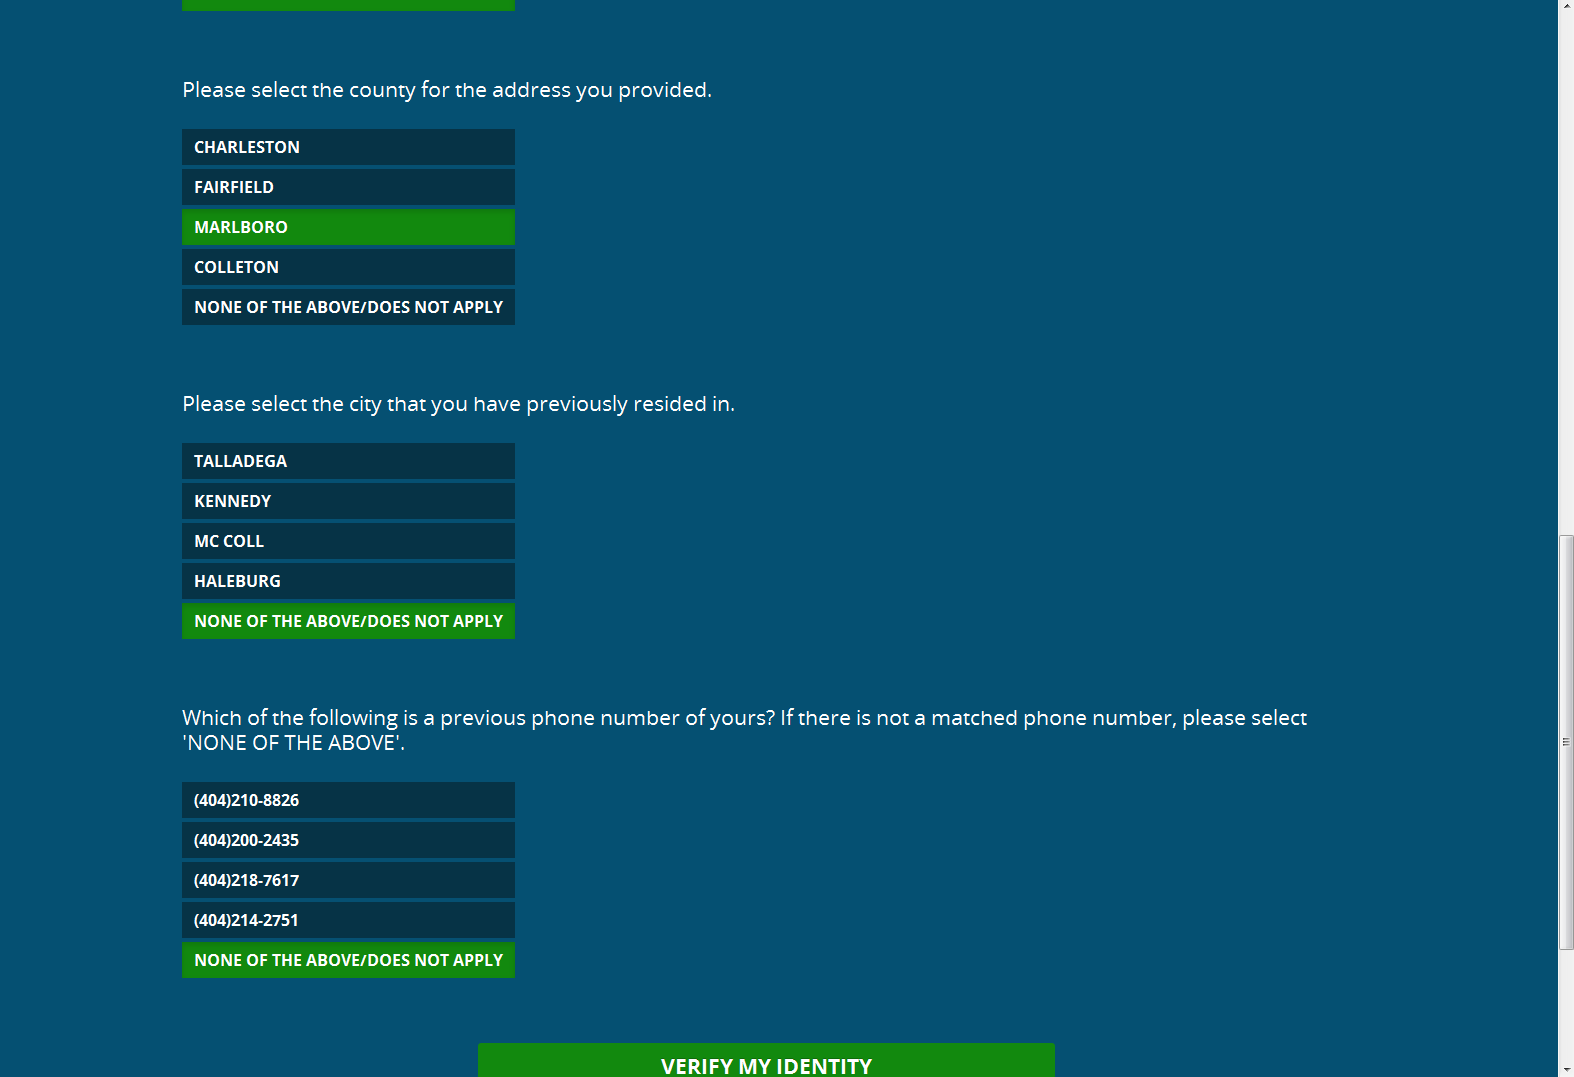 Please select the county for the address you provided.
CHARLESTON
FAIRFIELD
MARLBORO
COLLETON
NONE OF THE ABOVE/DOES NOT APPLY
Please select the city that you have previously resided in.
TALLADEGA
KENNEDY
MC COLL
HALEBURG
NONE OF THE ABOVE/DOES NOT APPLY
Which of the following is a previous phone number of yours? If there is not a matched phone number, please select
'NONE OF THE ABOVE'.
(404)210-8826
(404)200-2435
(404)218-7617
(404)214-2751
NONE OF THE ABOVE/DOES NOT APPLY
VERIFY MY IDENTITY